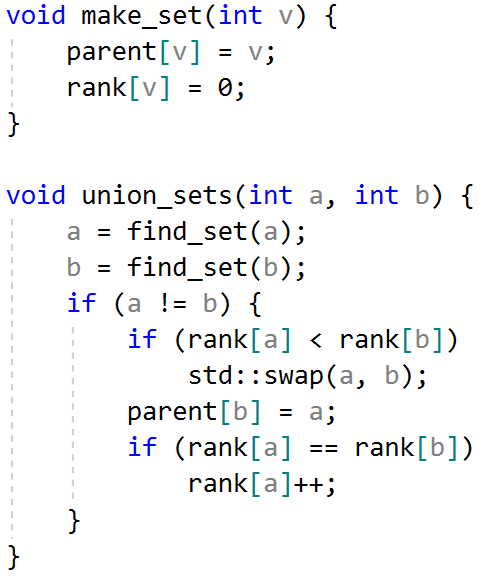 void make_set(int v) {
    parent[v] = v;
    rank[v] = 0;
}

void union_sets(int a, int b) {
    a = find_set(a);
    b = find_set(b);
    if (a != b) {
        if (rank[a] < rank[b])
            std::swap(a, b);
        parent[b] = a;
        if (rank[a] == rank[b])
            rank[a]++;
    }
}